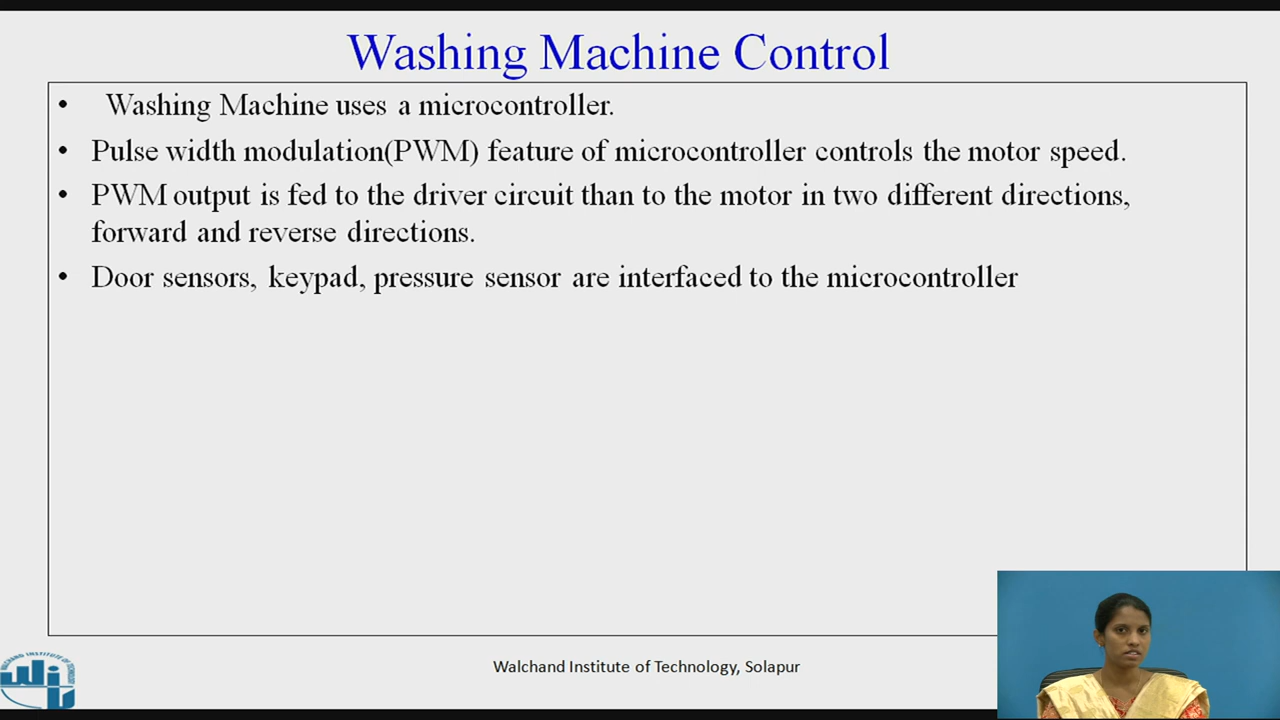 Washing Machine Control
• Washing Machine uses a microcontroller.
• Pulse width modulation(PWM) feature of microcontroller controls the motor speed.
• PWM output is fed to the driver circuit than to the motor in two different directions,
forward and reverse directions.
• Door sensors, keypad, pressure sensor are interfaced to the microcontroller
Walchand Institute of Technology, Solapur